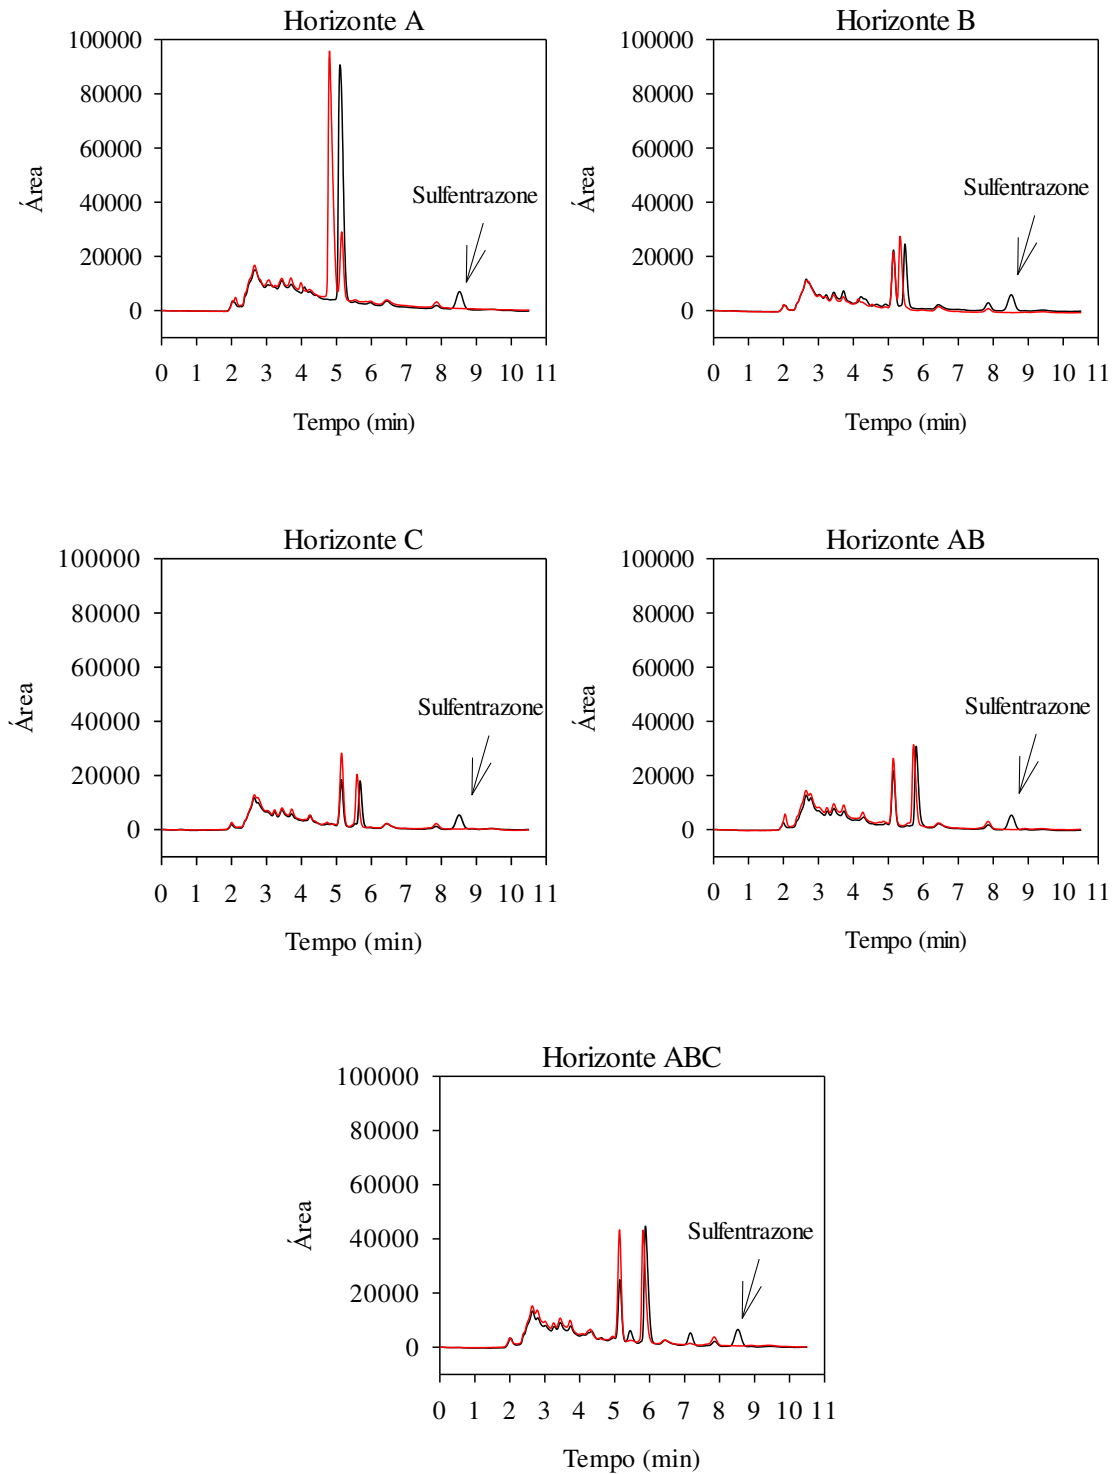 Horizonte A
100000
80000
60000
40000
20000
0
Área
Sulfentrazone
0 1 2 3 4 5 6 7 8 9 10 11
Tempo (min)
Horizonte B
100000
80000
60000
40000
20000
0
Área
Sulfentrazone
0 1 2 3 4 5 6 7 8 9 10 11
Tempo (min)
Horizonte C
100000
80000
60000
40000
20000
0
Área
Sulfentrazone
0 1 2 3 4 5 6 7 8 9 10 11
Tempo (min)
Horizonte AB
100000
80000
60000
40000
20000
0
Área
Sulfentrazone
0 1 2 3 4 5 6 7 8 9 10 11
Tempo (min)
Horizonte ABC
100000
80000
60000
40000
20000
0
Área
Sulfentrazone
0 1 2 3 4 5 6 7 8 9 10 11
Tempo (min)